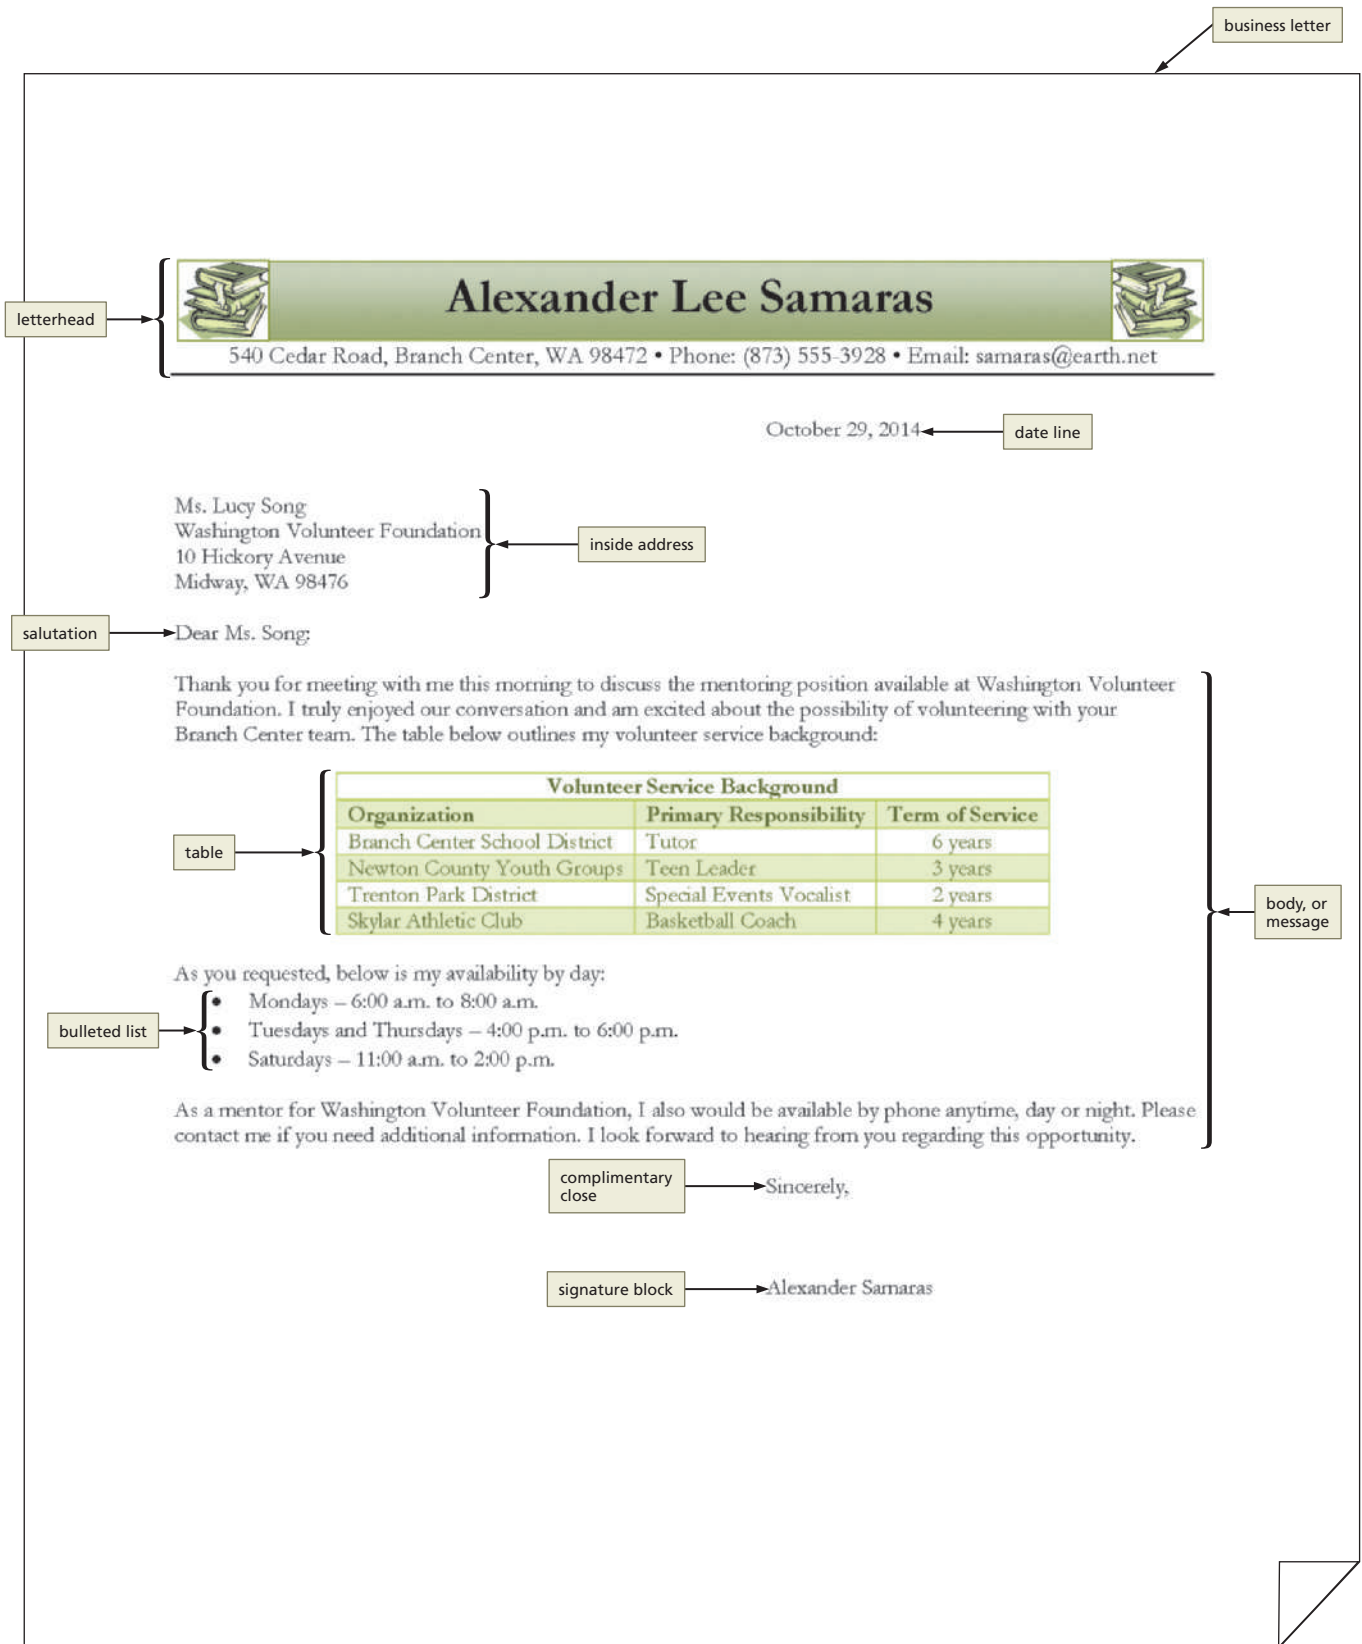 business letter
letterhead
Alexander Lee Samaras
540 Cedar Road, Branch Center, WA 98472 • Phone: (873) 555-3928 • Email: samaras@earth.net
October 29, 2014
date line
Ms. Lucy Song
Washington Volunteer Foundation
10 Hickory Avenue
Midway, WA 98476
inside address
salutation
Dear Ms. Song:
Thank you for meeting with me this morning to discuss the mentoring position available at Washington Volunteer
Foundation. I truly enjoyed our conversation and am excited about the possibility of volunteering with your
Branch Center team. The table below outlines my volunteer service background:
table
Volunteer Service Background
Organization Primary Responsibility Term of Service
Branch Center School District Tutor 6 years
Newton County Youth Groups Teen Leader 3 years
Trenton Park District Special Events Vocalist 2 years
Skylar Athletic Club Basketball Coach 4 years
body, or
message
As you requested, below is my availability by day:
bulleted list
• Mondays – 6:00 a.m. to 8:00 a.m.
• Tuesdays and Thursdays – 4:00 p.m. to 6:00 p.m.
• Saturdays – 11:00 a.m. to 2:00 p.m.
As a mentor for Washington Volunteer Foundation, I also would be available by phone anytime, day or night. Please
contact me if you need additional information. I look forward to hearing from you regarding this opportunity.
complimentary
close
Sincerely,
signature block
Alexander Samaras